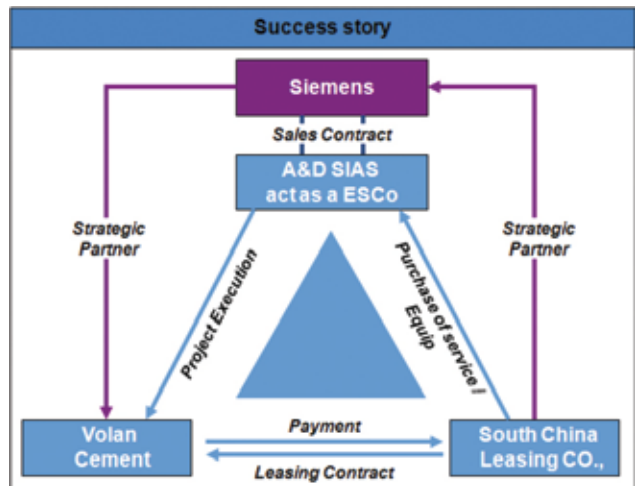 Success story
Siemens
Sales Contract
A&D SIAS
act as a ESCo
Strategic
Partner
Strategic
Partner
Project Execution
Purchase of service /
Equip
Volan
Cement
Payment
Leasing Contract
South China
Leasing CO.,